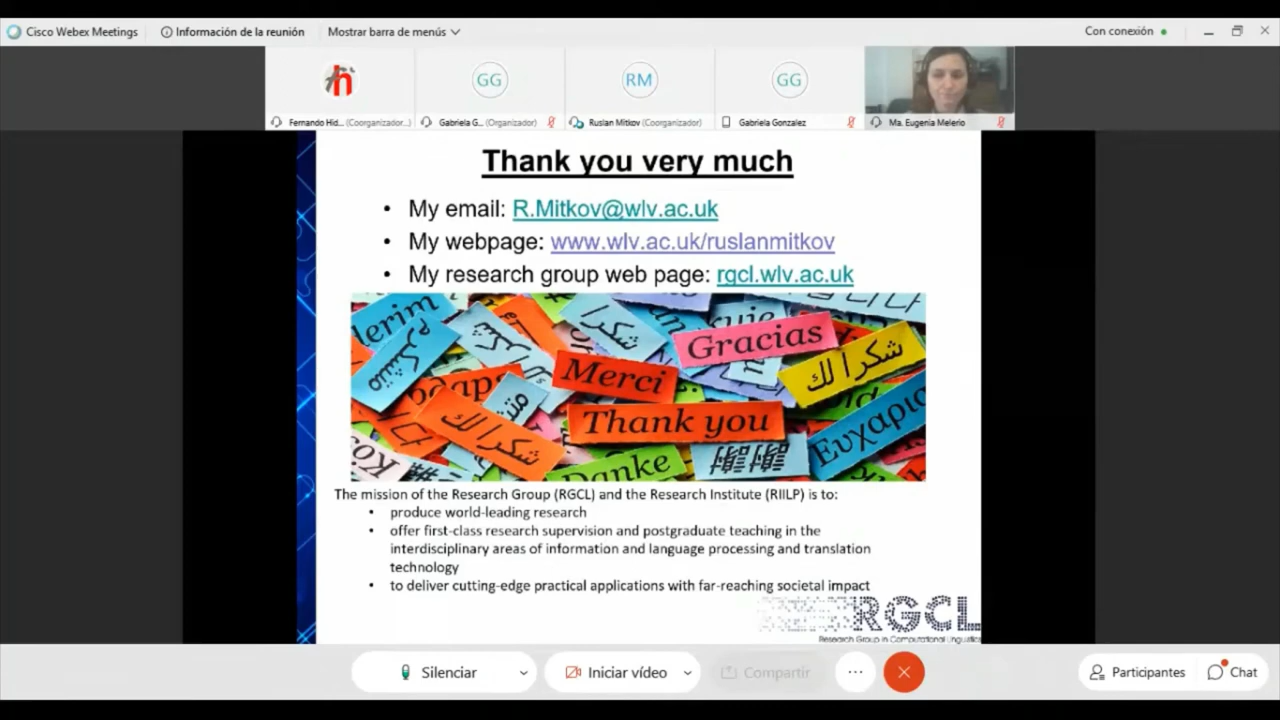 Cisco Webex Meetings
Información de la reunión
Mostrar barra de menús
Con conexión
h
GG
RM
GG
Fernando Hid... (Coorganizador...)
Gabriela G... (Organizador)
Ruslan Mitkov (Coorganizador)
Gabriela Gonzalez
Ma. Eugenia Melerio
Thank you very much
• My email: R.Mitkov@wlv.ac.uk
• My webpage: www.wlv.ac.uk/ruslanmitkov
• My research group web page: rgcl.wlv.ac.uk
Gracias
شكرا
شكرا لك
Merci
Thank you
شكرا لك
Danke
The mission of the Research Group (RGCL) and the Research Institute (RIILP) is to:
• produce world-leading research
• offer first-class research supervision and postgraduate teaching in the
interdisciplinary areas of information and language processing and translation
technology
• to deliver cutting-edge practical applications with far-reaching societal impact
RGCL
Research Group in Computational Linguistics
Silenciar
Iniciar vídeo
Compartir
Participantes
Chat